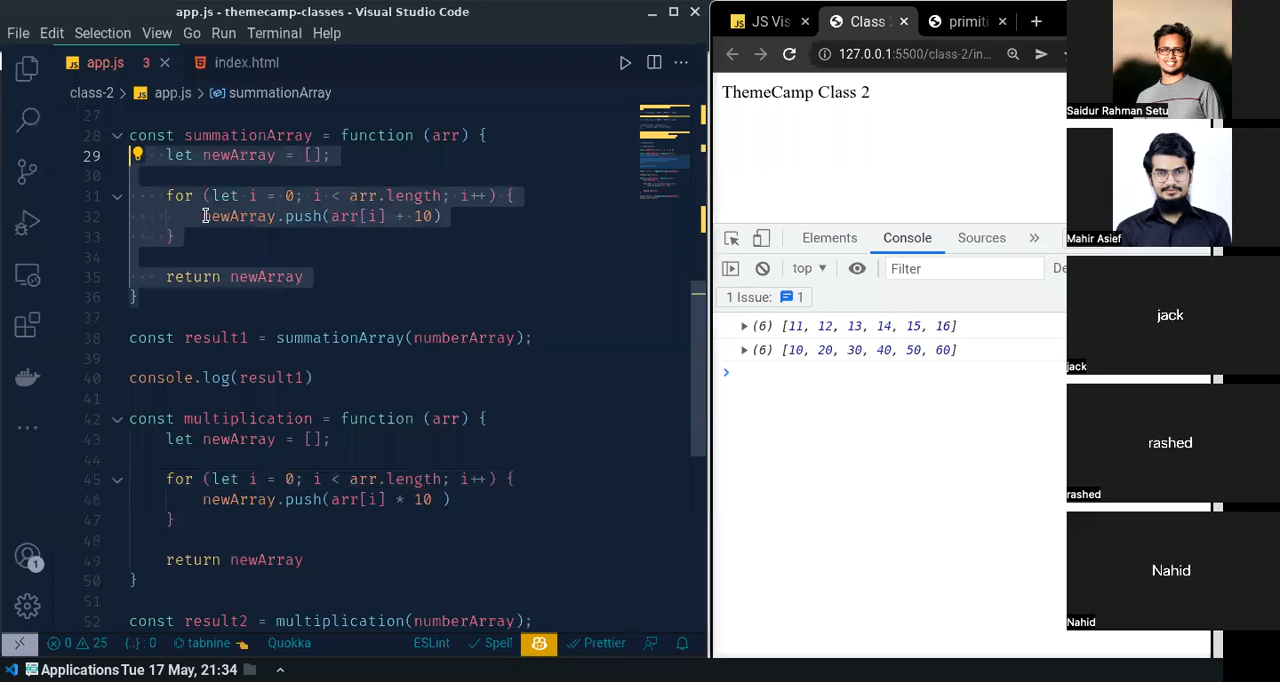 app.js - themecamp-classes - Visual Studio Code
File Edit Selection View Go Run Terminal Help
JS app.js 3
index.html
class-2 > JS app.js > summationArray
27
28 const summationArray = function (arr) {
29 let newArray = [];
30
31 for (let i = 0; i < arr.length; i++) {
32 newArray.push(arr[i] + 10)
33 }
34
35 return newArray
36 }
37
38 const result1 = summationArray(numberArray);
39
40 console.log(result1)
41
42 const multiplication = function (arr) {
43 let newArray = [];
44
45 for (let i = 0; i < arr.length; i++) {
46 newArray.push(arr[i] * 10 )
47 }
48
49 return newArray
50 }
51
52 const result2 = multiplication(numberArray);
1
0 25 {..} : 0 tabnine Quokka ESLint Spell Prettier
Applications Tue 17 May, 21:34
JS JS Vis
Class
primiti
127.0.0.1:5500/class-2/in...
ThemeCamp Class 2
Elements Console Sources
top Filter De
1 Issue: 1
(6) [11, 12, 13, 14, 15, 16]
(6) [10, 20, 30, 40, 50, 60]
Saidur Rahman Setu
Mahir Asief
jack
jack
rashed
rashed
Nahid
Nahid